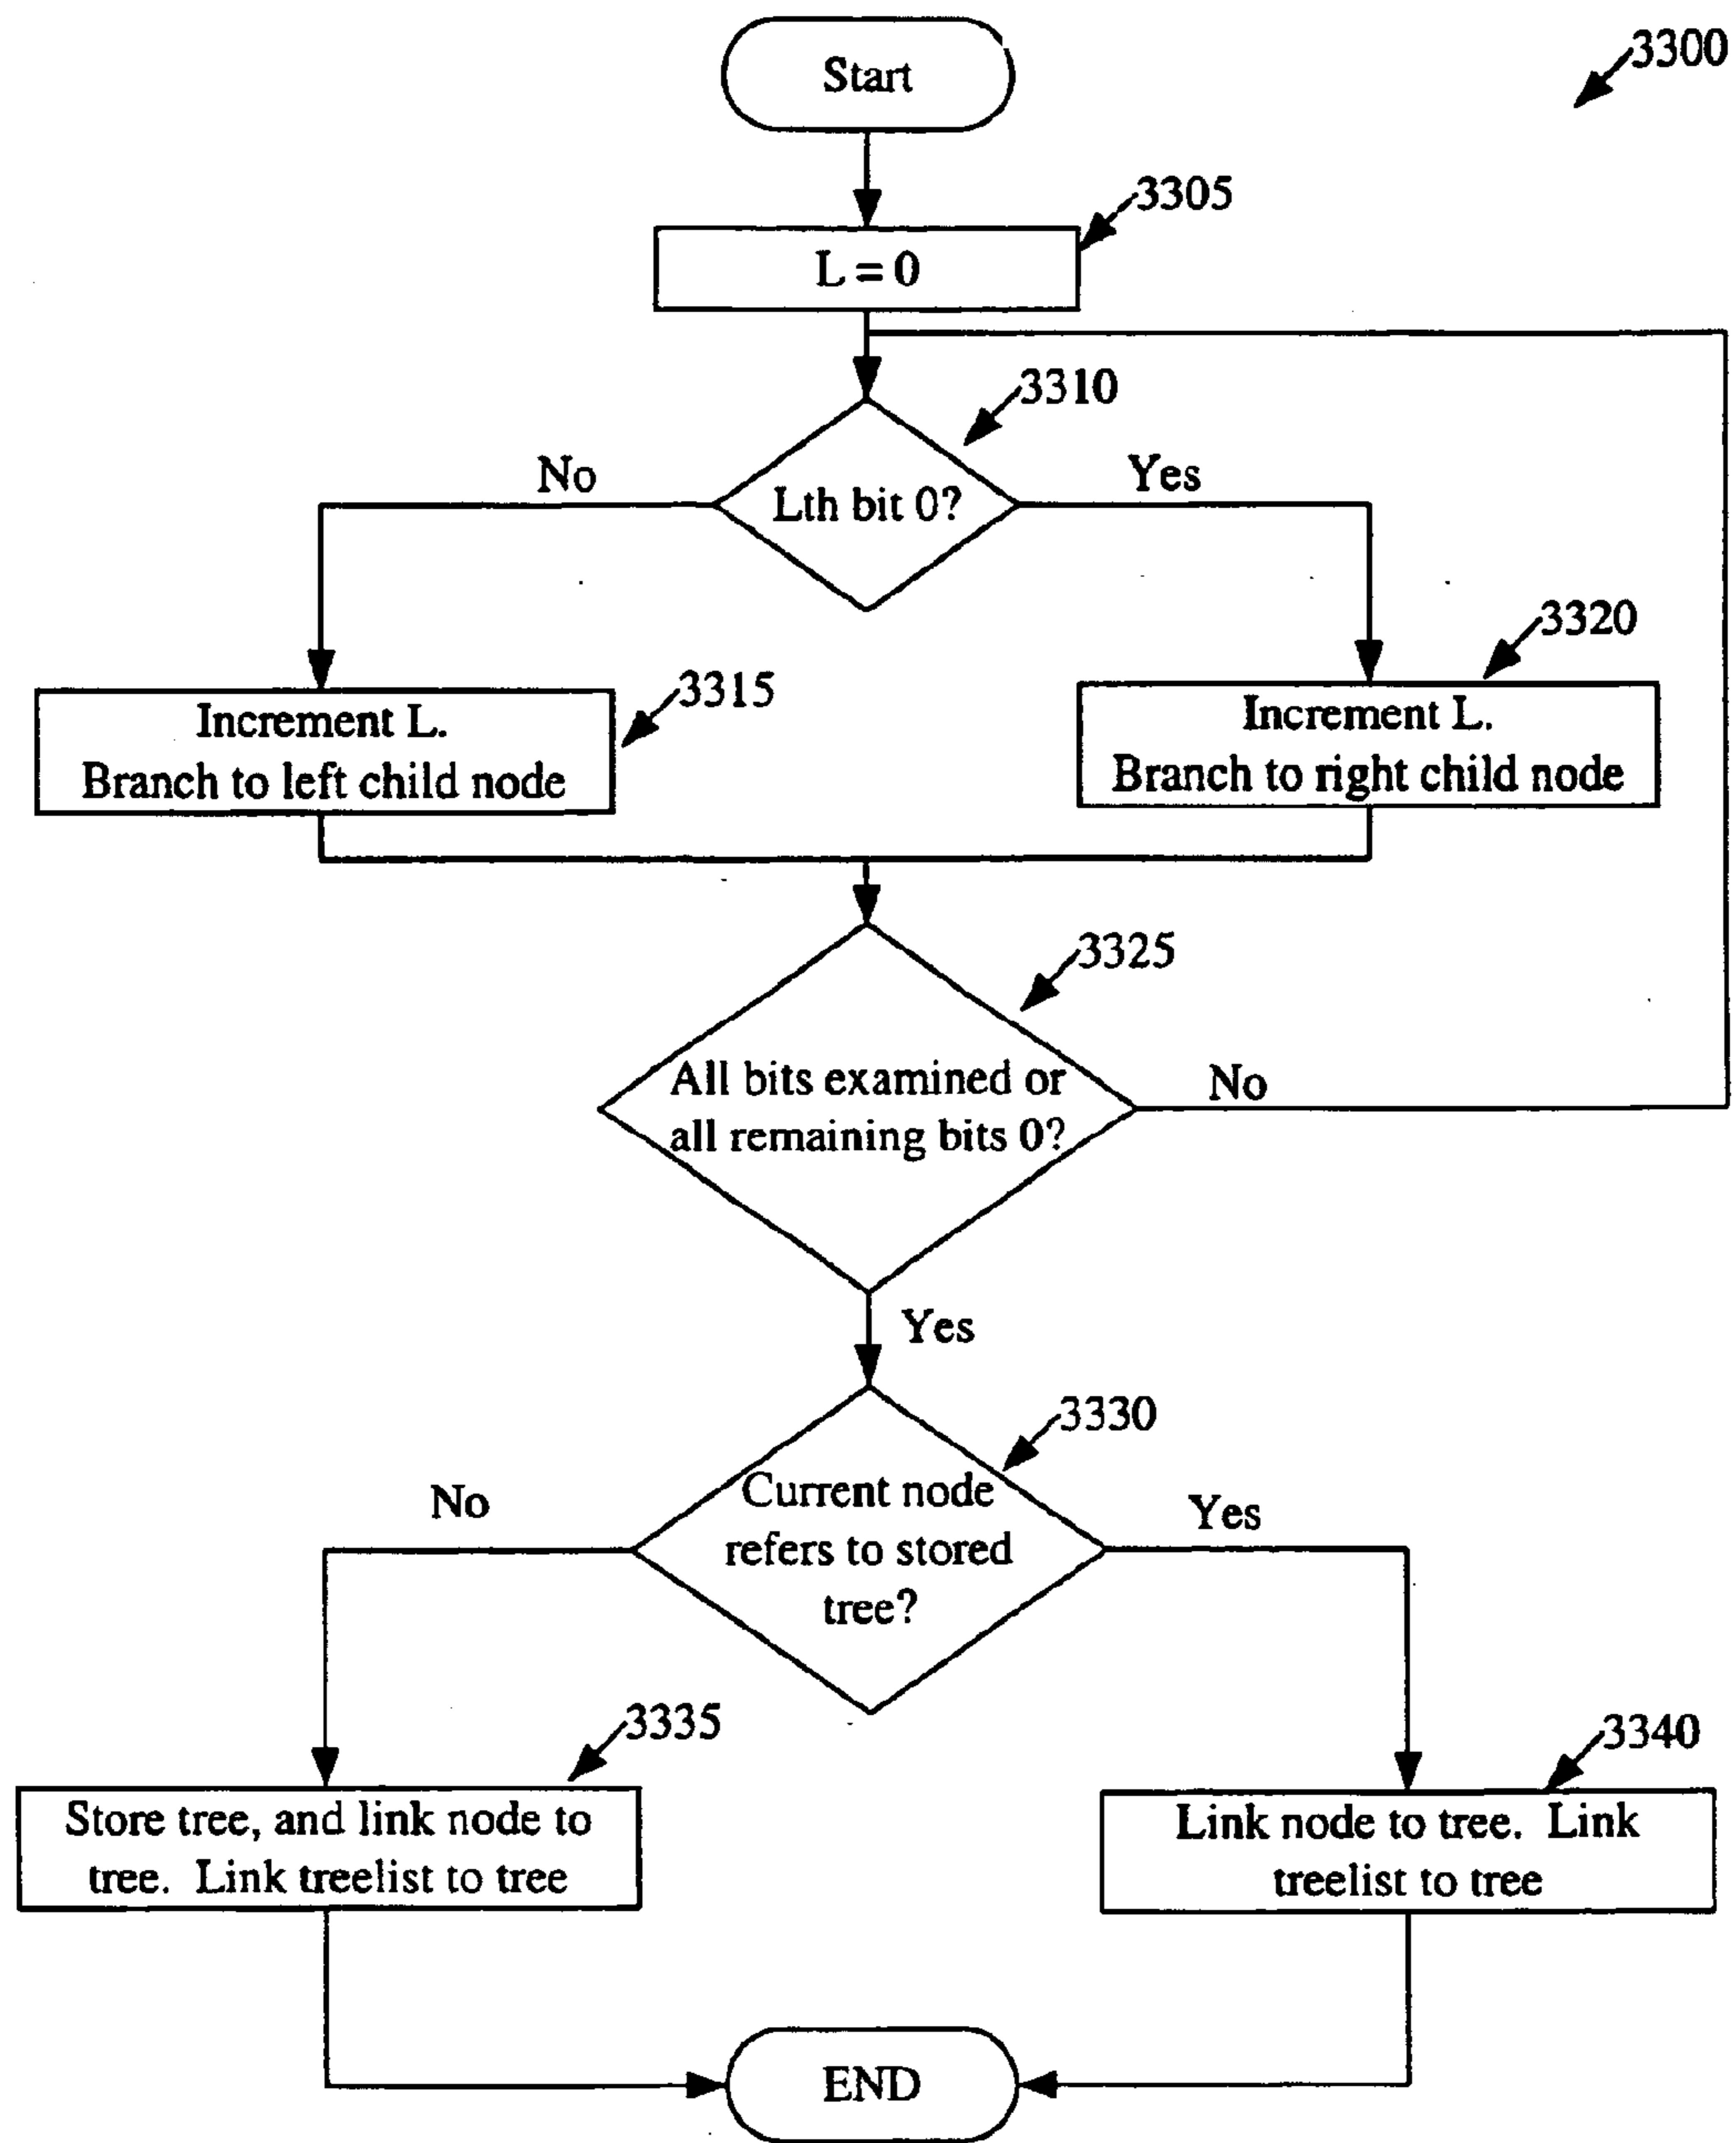 Start
3300
3305
L = 0
3310
No
Lth bit 0?
Yes
3315
Increment L.
Branch to left child node
3320
Increment L.
Branch to right child node
3325
All bits examined or
all remaining bits 0?
No
Yes
3330
Current node
refers to stored
tree?
No
Yes
3335
Store tree, and link node to
tree. Link treelist to tree
3340
Link node to tree. Link
treelist to tree
END